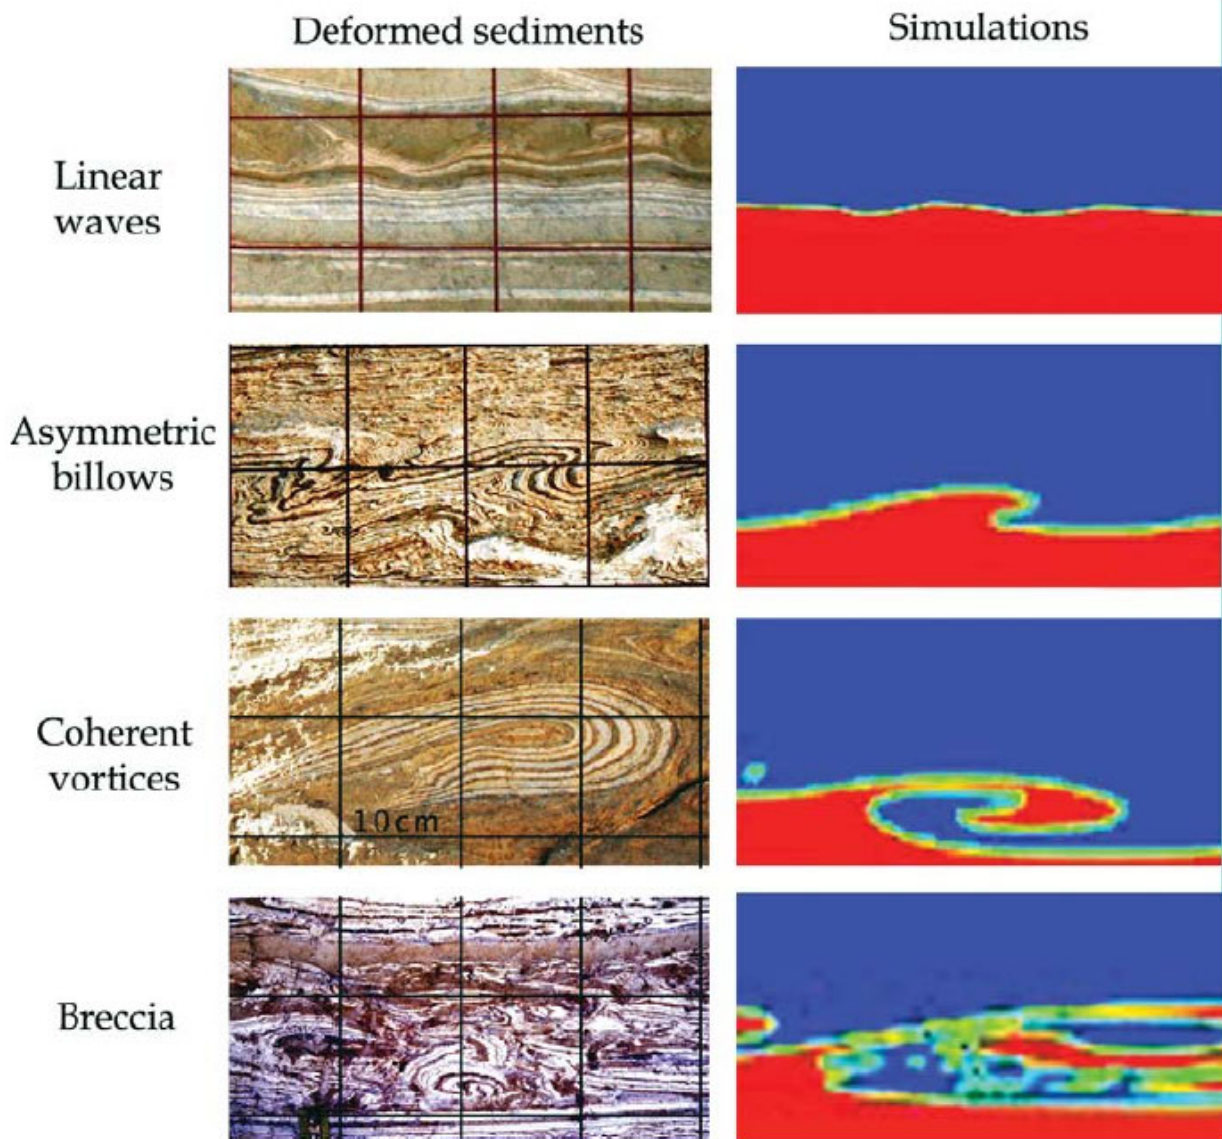 Deformed sediments
Simulations
Linear
waves
Asymmetric
billows
Coherent
vortices
10cm
Breccia